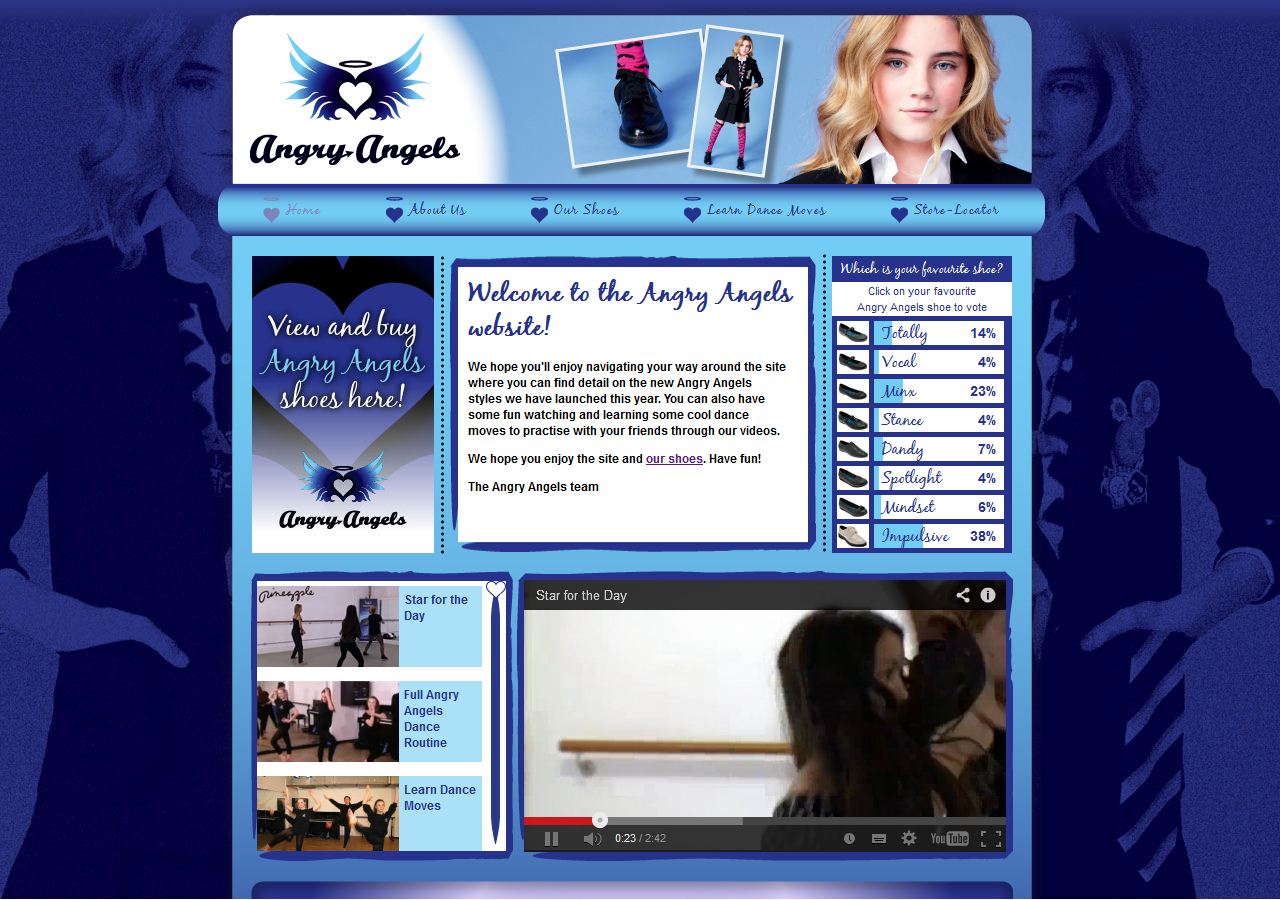 Angry Angels
Home
About Us
Our Shoes
Learn Dance Moves
Store-Locator
View and buy
Angry Angels
shoes here!
Angry Angels
Welcome to the Angry Angels
website!
We hope you'll enjoy navigating your way around the site
where you can find detail on the new Angry Angels
styles we have launched this year. You can also have
some fun watching and learning some cool dance
moves to practise with your friends through our videos.
We hope you enjoy the site and our shoes. Have fun!
The Angry Angels team
Which is your favourite shoe?
Click on your favourite
Angry Angels shoe to vote
Totally 14%
Vocal 4%
Minx 23%
Stance 4%
Dandy 7%
Spotlight 4%
Mindset 6%
Impulsive 38%
pineapple
Star for the
Day
Full Angry
Angels
Dance
Routine
Learn Dance
Moves
Star for the Day
0:23 / 2:42
YouTube